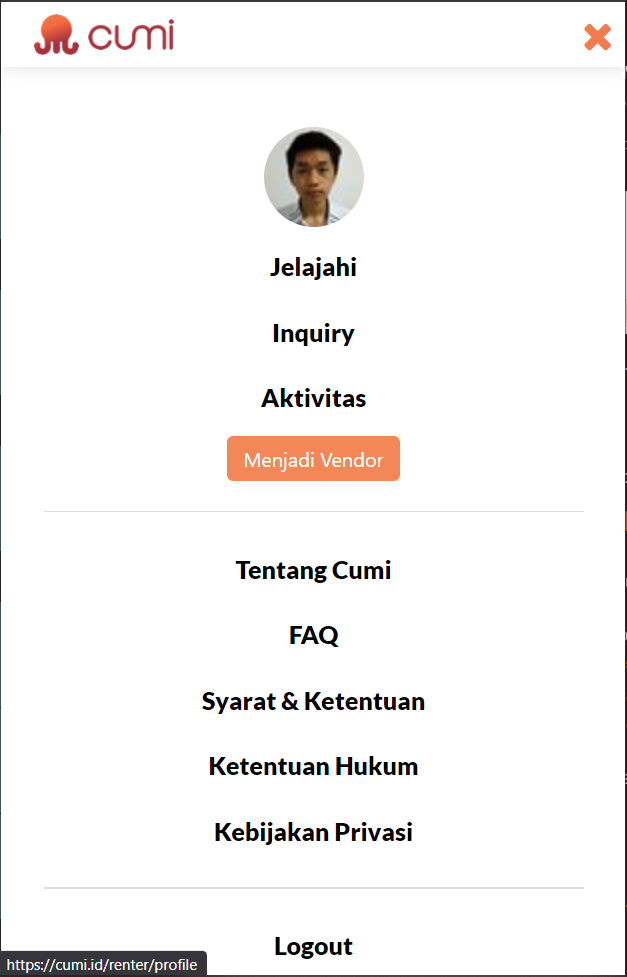 cumi
Jelajahi
Inquiry
Aktivitas
Menjadi Vendor
Tentang Cumi
FAQ
Syarat & Ketentuan
Ketentuan Hukum
Kebijakan Privasi
Logout
https://cumi.id/renter/profile